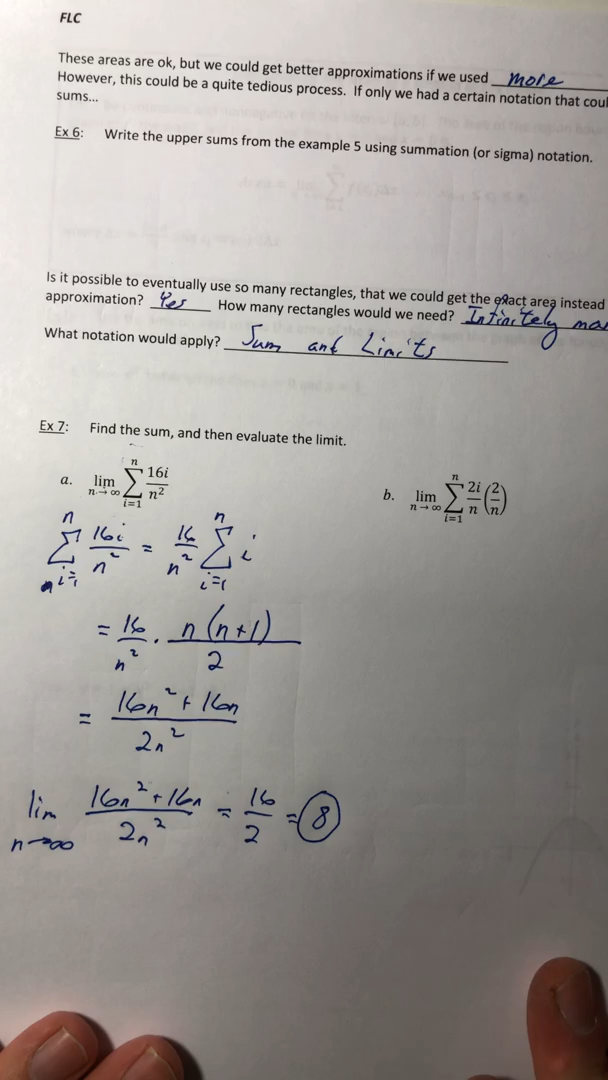 FLC
These areas are ok, but we could get better approximations if we used more
However, this could be a quite tedious process. If only we had a certain notation that coul
sums...
Ex 6: Write the upper sums from the example 5 using summation (or sigma) notation.
Is it possible to eventually use so many rectangles, that we could get the exact area instead
approximation? Yes How many rectangles would we need? Infinitely man
What notation would apply? Sum and Limits
Ex 7: Find the sum, and then evaluate the limit.
a. lim n→∞ ∑ i=1 n 16i/n² b. lim n→∞ ∑ i=1 n 2i/n (2/n)
n ∑ i=1 16i/n² = 16/n² n ∑ i=1 i
= 16/n² · n(n+1)/2
= 16n² + 16n / 2n²
lim n→∞ 16n² + 16n / 2n² = 16/2 = 8